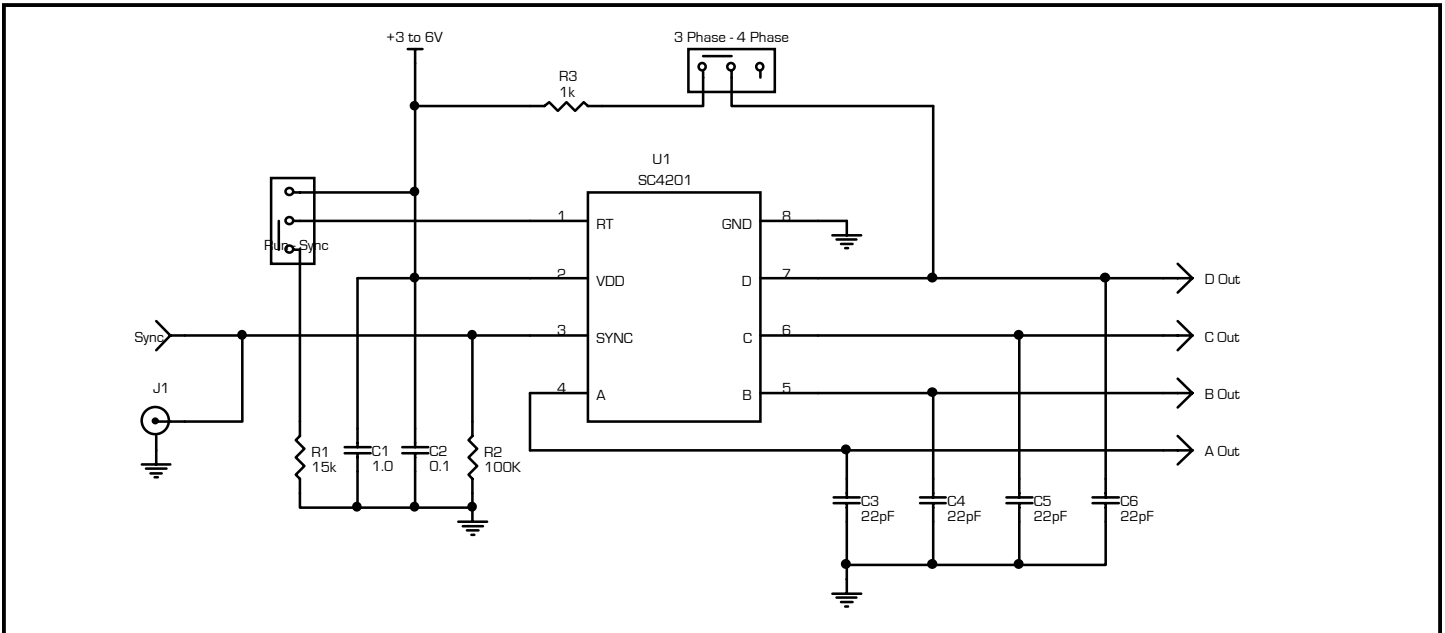 +3 to 6V
3 Phase - 4 Phase
R3
1k
U1
SC4201
1
RT
GND
8
Run - Sync
2
VDD
D
7
D Out
Sync
3
SYNC
C
6
C Out
J1
4
A
B
5
B Out
R1
15k
C1
1.0
C2
0.1
R2
100K
A Out
C3
22pF
C4
22pF
C5
22pF
C6
22pF